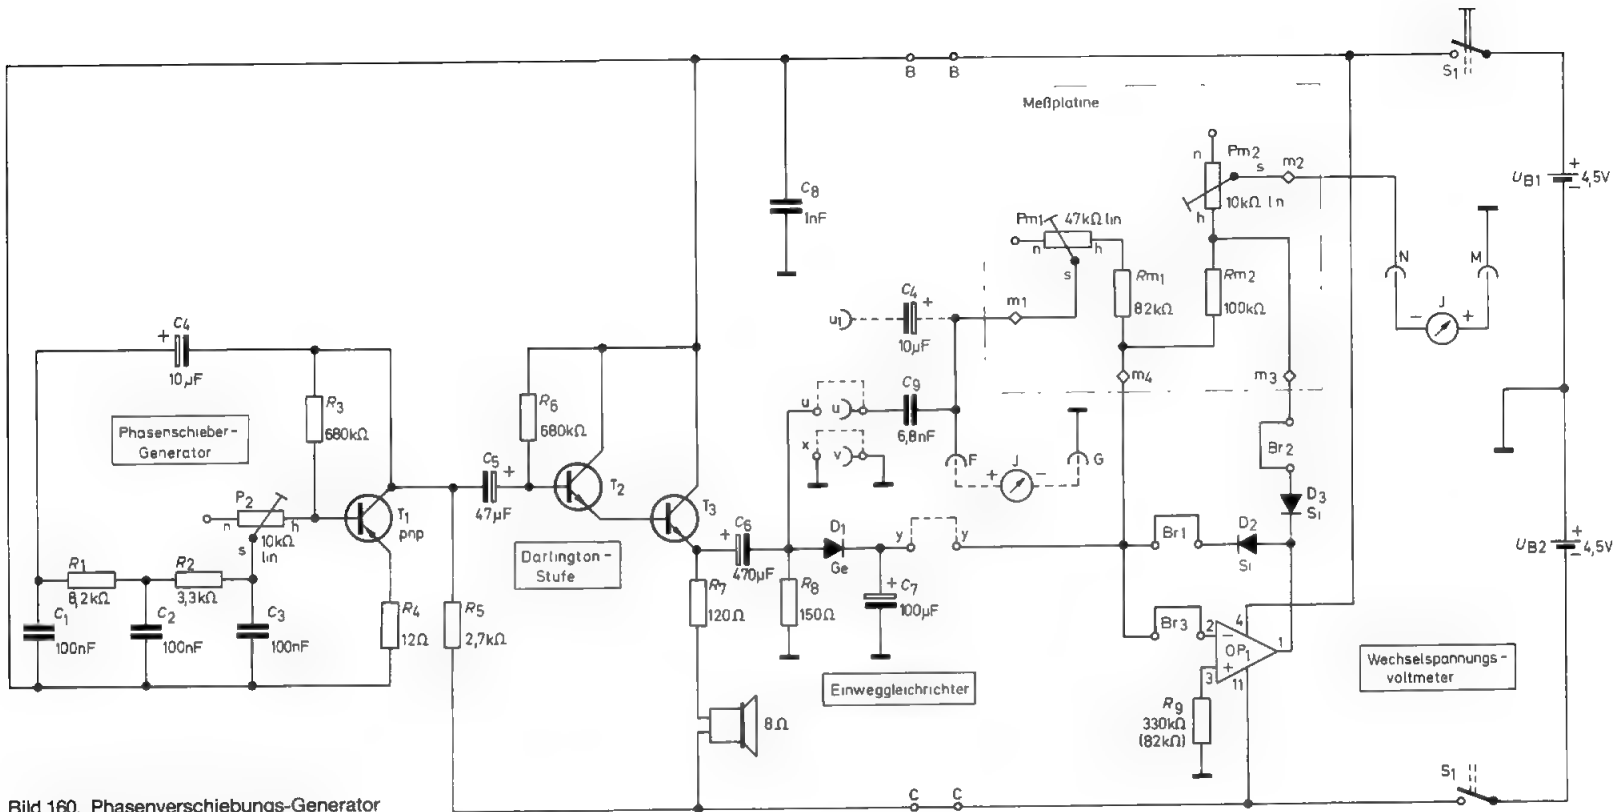 B B
S1
Meßplatine
Pm2
n
s
m2
10kΩ lin
h
UB1
+
−
4,5V
C8
1nF
Pm1
47kΩ lin
n
h
s
N
M
Rm1
82kΩ
Rm2
100kΩ
J
− +
u1
C4
+
10µF
m1
m4
m3
C4
+
10µF
R3
680kΩ
Phasenschieber-
Generator
R6
680kΩ
u
u
C9
6,8nF
x
v
F
G
+ J −
Br2
C5
+
47µF
T2
T3
P2
n
h
10kΩ
lin
s
T1
pnp
D3
Si
Darlington-
Stufe
C6
+
470µF
D1
Ge
y
y
Br1
D2
Si
UB2
+
−
4,5V
R1
8,2kΩ
R2
3,3kΩ
C1
100nF
C2
100nF
C3
100nF
R4
12Ω
R5
2,7kΩ
R7
120Ω
R8
150Ω
C7
+
100µF
Br3
2
−
4
OP1
1
+
3
11
R9
330kΩ
(82kΩ)
Einweggleichrichter
Wechselspannungs-
voltmeter
8Ω
S1
C C
Bild 160. Phasenverschiebungs-Generator